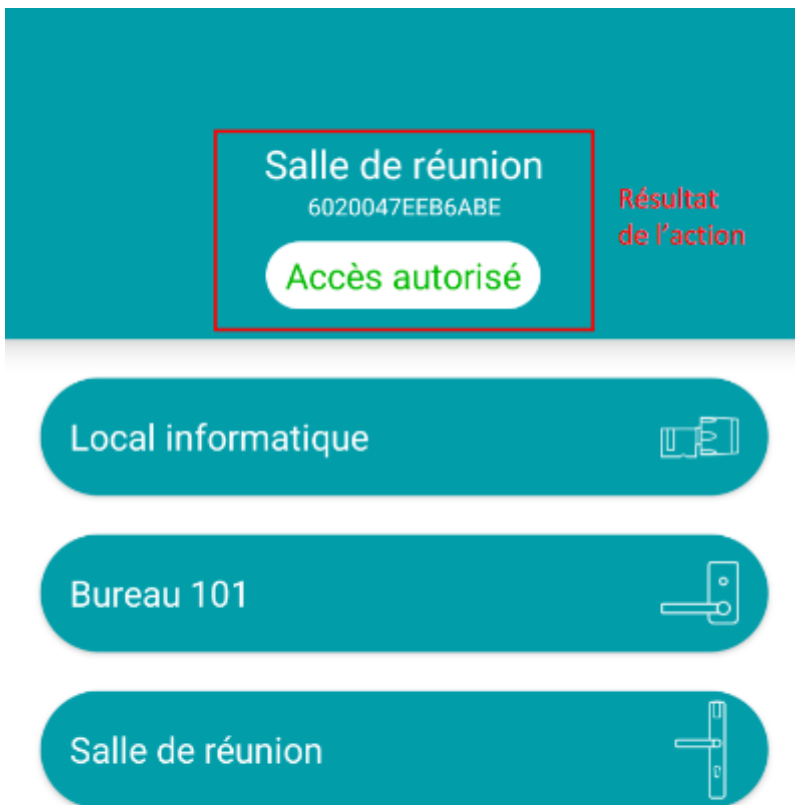 Salle de réunion
6020047EEB6ABE
Accès autorisé
Résultat
de l'action
Local informatique
Bureau 101
Salle de réunion